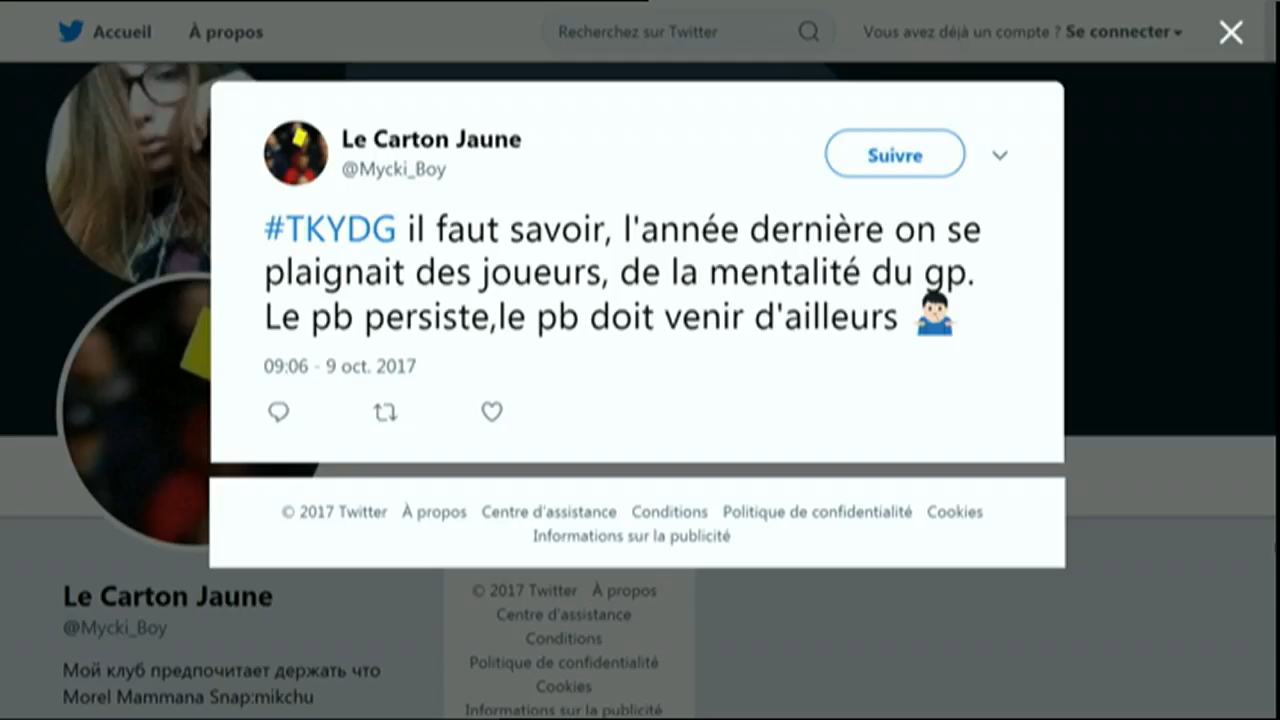 Accueil À propos Recherchez sur Twitter Vous avez déjà un compte ? Se connecter
Le Carton Jaune
@Mycki_Boy
Suivre
#TKYDG il faut savoir, l'année dernière on se
plaignait des joueurs, de la mentalité du gp.
Le pb persiste,le pb doit venir d'ailleurs 🤷🏻‍♂️
09:06 - 9 oct. 2017
© 2017 Twitter À propos Centre d'assistance Conditions Politique de confidentialité Cookies
Informations sur la publicité
Le Carton Jaune
@Mycki_Boy
Мой клуб предпочитает держать что
Morel Mammana Snap:mikchu
© 2017 Twitter À propos
Centre d'assistance
Conditions
Politique de confidentialité
Cookies
Informations sur la publicité